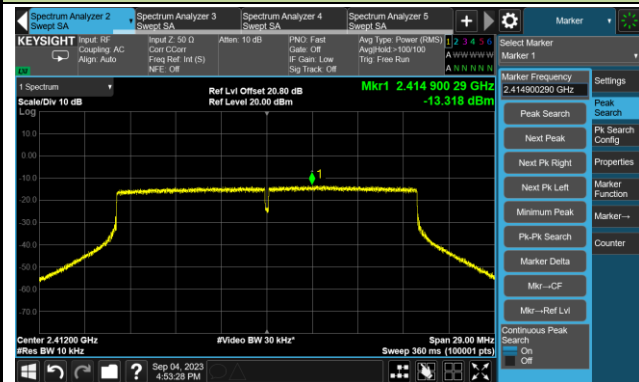 Spectrum Analyzer 2
Swept SA
Spectrum Analyzer 3
Swept SA
Spectrum Analyzer 4
Swept SA
Spectrum Analyzer 5
Swept SA
Marker
KEYSIGHT
Input: RF
Coupling: AC
Align: Auto
Input Z: 50 Ω
Corr CCorr
Freq Ref: Int (S)
NFE: Off
Atten: 10 dB
PNO: Fast
Gate: Off
IF Gain: Low
Sig Track: Off
Avg Type: Power (RMS)
Avg|Hold:>100/100
Trig: Free Run
1 2 3 4 5 6
A W W W W W
A N N N N N
Select Marker
Marker 1
1 Spectrum
Scale/Div 10 dB
Log
Ref Lvl Offset 20.80 dB
Ref Level 20.00 dBm
Mkr1 2.414 900 29 GHz
-13.318 dBm
10.0
0.00
-10.0
-20.0
-30.0
-40.0
-50.0
-60.0
-70.0
1
Center 2.41200 GHz
#Res BW 10 kHz
#Video BW 30 kHz*
Span 29.00 MHz
Sweep 360 ms (100001 pts)
Marker Frequency
2.414900290 GHz
Peak Search
Next Peak
Next Pk Right
Next Pk Left
Minimum Peak
Pk-Pk Search
Marker Delta
Mkr→CF
Mkr→Ref Lvl
Continuous Peak
Search
On
Off
Settings
Peak
Search
Pk Search
Config
Properties
Marker
Function
Marker→
Counter
Sep 04, 2023
4:53:28 PM